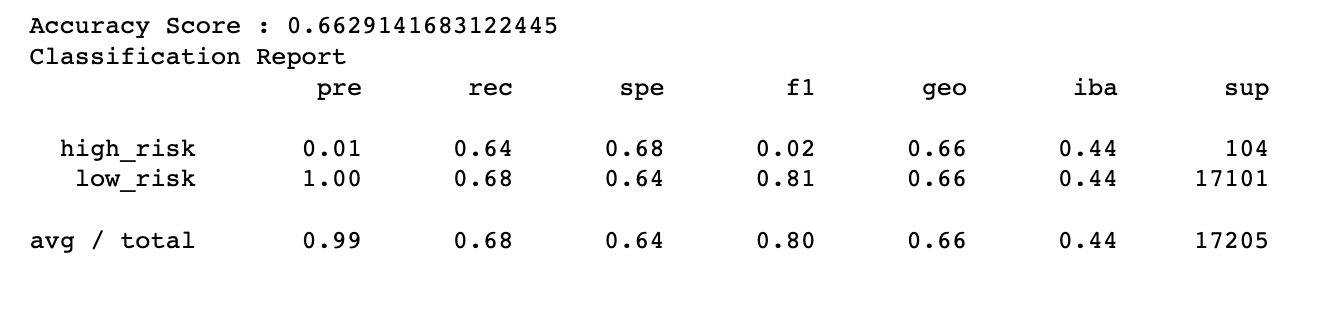 Accuracy Score : 0.6629141683122445
Classification Report
pre rec spe f1 geo iba sup
high_risk 0.01 0.64 0.68 0.02 0.66 0.44 104
low_risk 1.00 0.68 0.64 0.81 0.66 0.44 17101
avg / total 0.99 0.68 0.64 0.80 0.66 0.44 17205